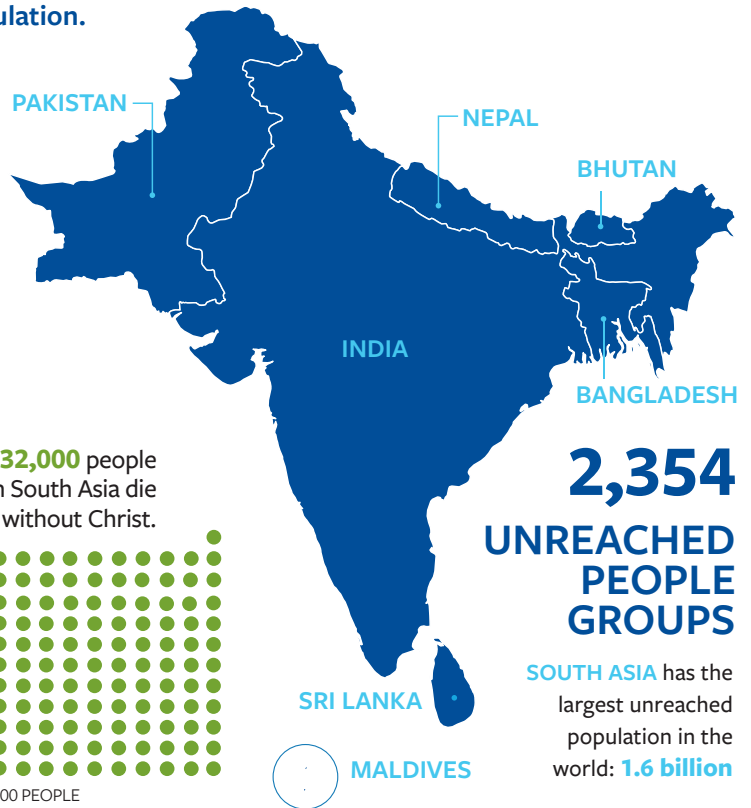 ulation.
PAKISTAN
NEPAL
BHUTAN
INDIA
BANGLADESH
32,000 people
n South Asia die
without Christ.
2,354
UNREACHED
PEOPLE
GROUPS
SOUTH ASIA has the
largest unreached
population in the
world: 1.6 billion
SRI LANKA
MALDIVES
00 PEOPLE